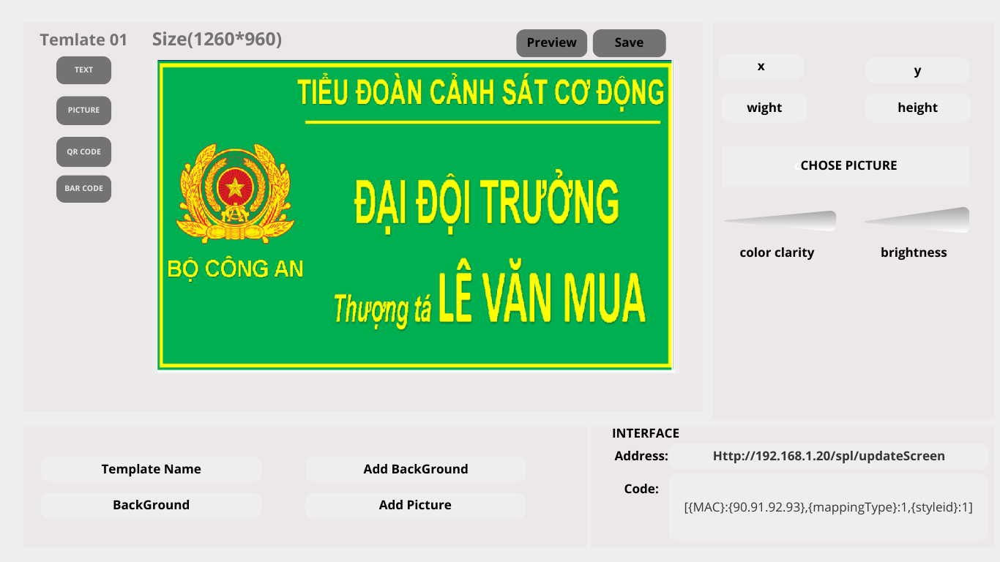 Temlate 01
Size(1260*960)
Preview
Save
TEXT
PICTURE
QR CODE
BAR CODE
TIỂU ĐOÀN CẢNH SÁT CƠ ĐỘNG
ĐẠI ĐỘI TRƯỞNG
BỘ CÔNG AN
Thượng tá LÊ VĂN MUA
x
y
wight
height
cCHOSE PICTURE
color clarity
brightness
Template Name
Add BackGround
BackGround
Add Picture
INTERFACE
Address: Http://192.168.1.20/spl/updateScreen
Code:
[{MAC}:{90.91.92.93},{mappingType}:1,{styleid}:1]